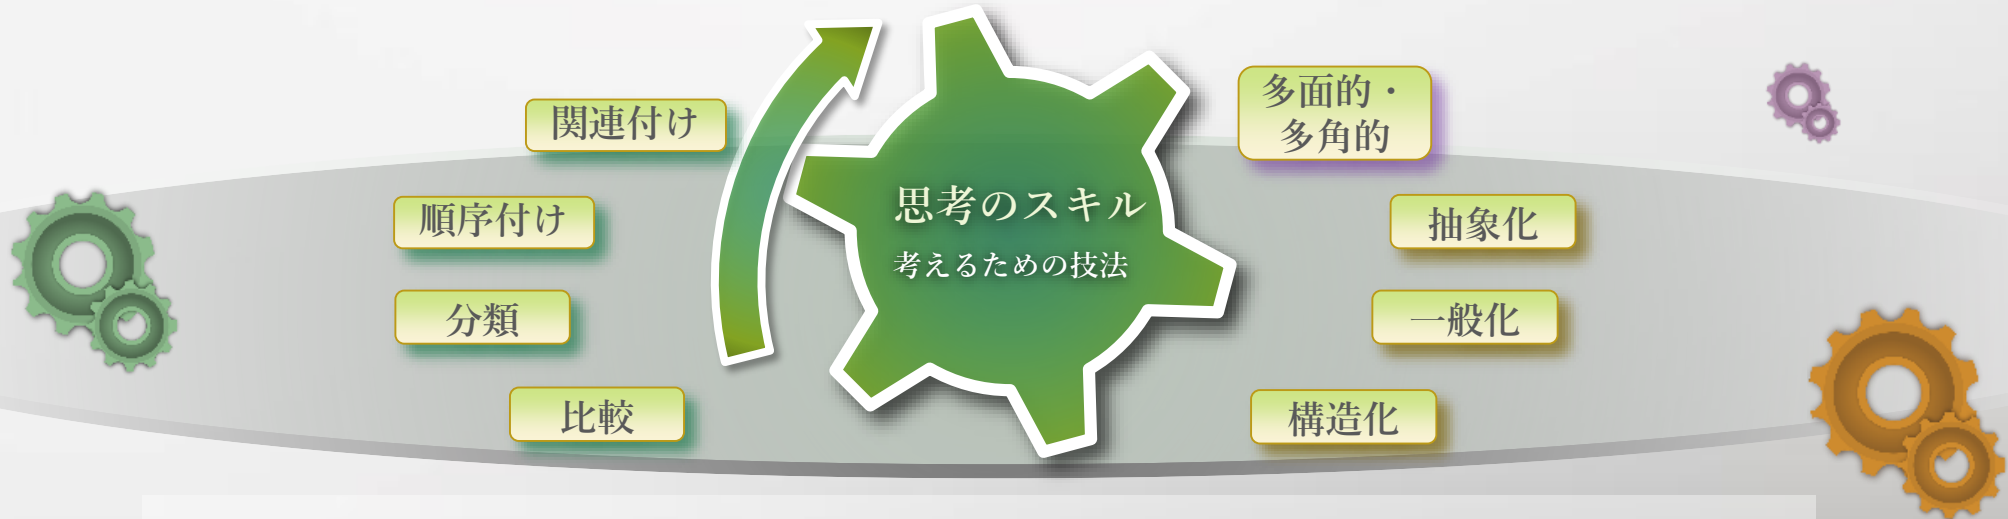 関連付け
順序付け
分類
比較
思考のスキル
考えるための技法
多面的・
多角的
抽象化
一般化
構造化